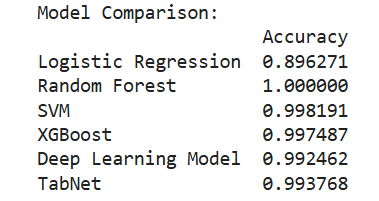 Model Comparison:
Accuracy
Logistic Regression 0.896271
Random Forest 1.000000
SVM 0.998191
XGBoost 0.997487
Deep Learning Model 0.992462
TabNet 0.993768